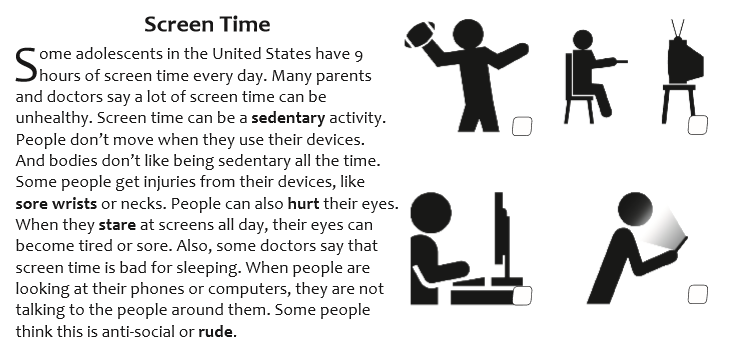 Screen Time
Some adolescents in the United States have 9
hours of screen time every day. Many parents
and doctors say a lot of screen time can be
unhealthy. Screen time can be a sedentary activity.
People don’t move when they use their devices.
And bodies don’t like being sedentary all the time.
Some people get injuries from their devices, like
sore wrists or necks. People can also hurt their eyes.
When they stare at screens all day, their eyes can
become tired or sore. Also, some doctors say that
screen time is bad for sleeping. When people are
looking at their phones or computers, they are not
talking to the people around them. Some people
think this is anti-social or rude.